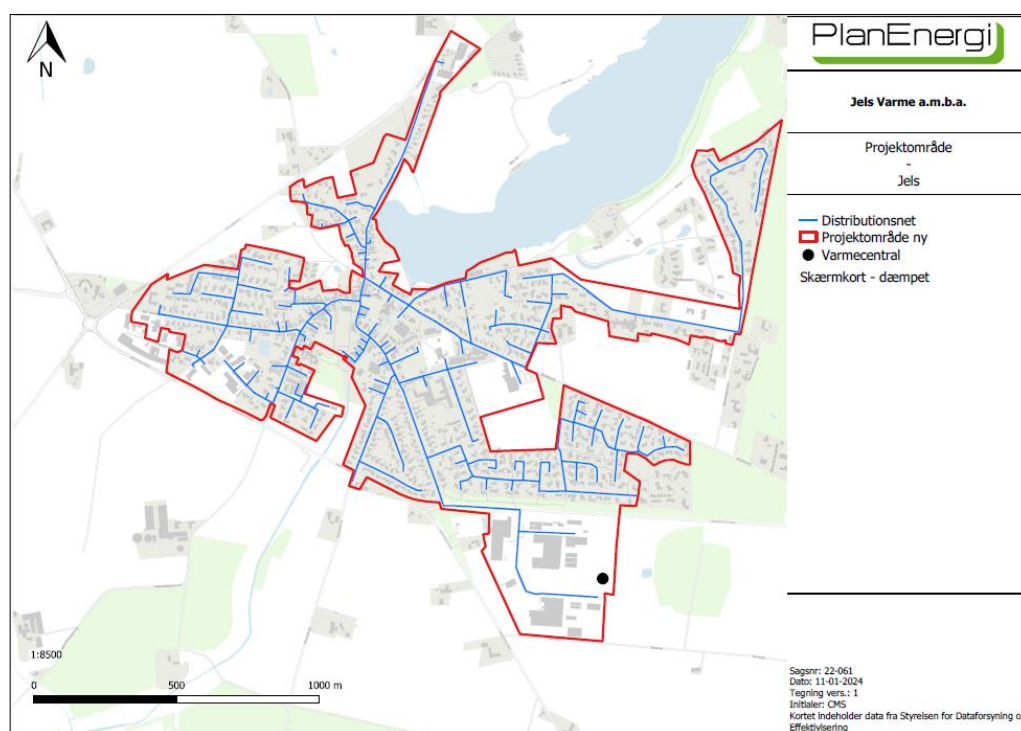 N
PlanEnergi
Jels Varme a.m.b.a.
Projektområde
-
Jels
Distributionsnet
Projektområde ny
Varmecentral
Skærmkort - dæmpet
1:8500
0 500 1000 m
Sagsnr: 22-061
Dato: 11-01-2024
Tegning vers.: 1
Initialer: CMS
Kortet indeholder data fra Styrelsen for Dataforsyning o
Effektivisering